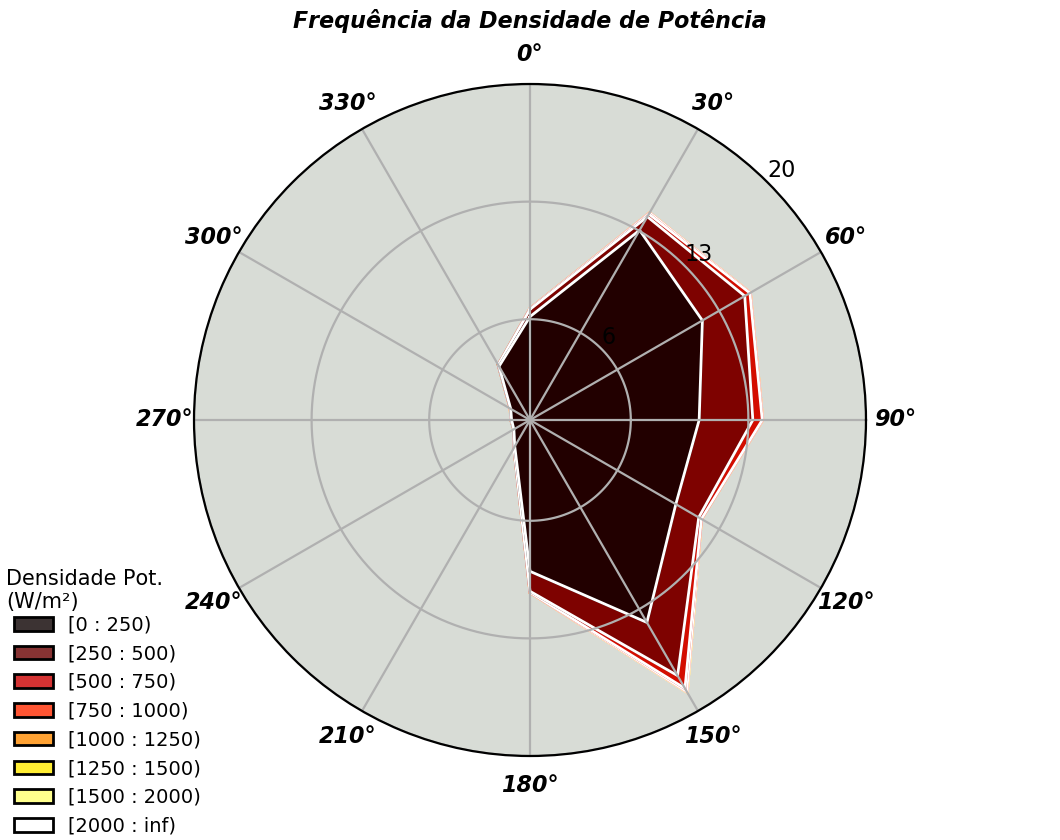 Frequência da Densidade de Potência
0°
330°
30°
20
300°
60°
13
6
270°
90°
240°
120°
210°
150°
180°
Densidade Pot.
(W/m²)
[0 : 250)
[250 : 500)
[500 : 750)
[750 : 1000)
[1000 : 1250)
[1250 : 1500)
[1500 : 2000)
[2000 : inf)